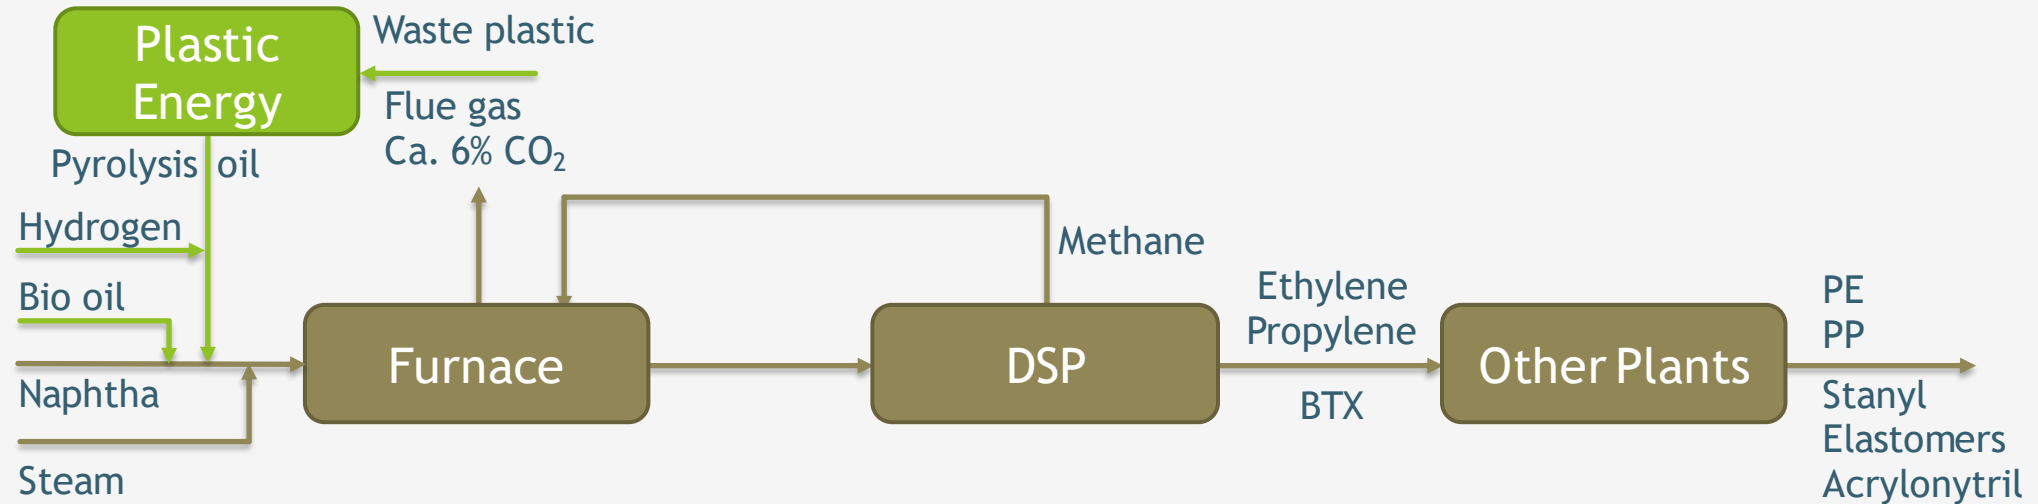 Plastic
Energy
Waste plastic
Flue gas
Ca. 6% CO₂
Pyrolysis oil
Hydrogen
Bio oil
Naphtha
Steam
Furnace
Methane
DSP
Ethylene
Propylene
BTX
Other Plants
PE
PP
Stanyl
Elastomers
Acrylonytril